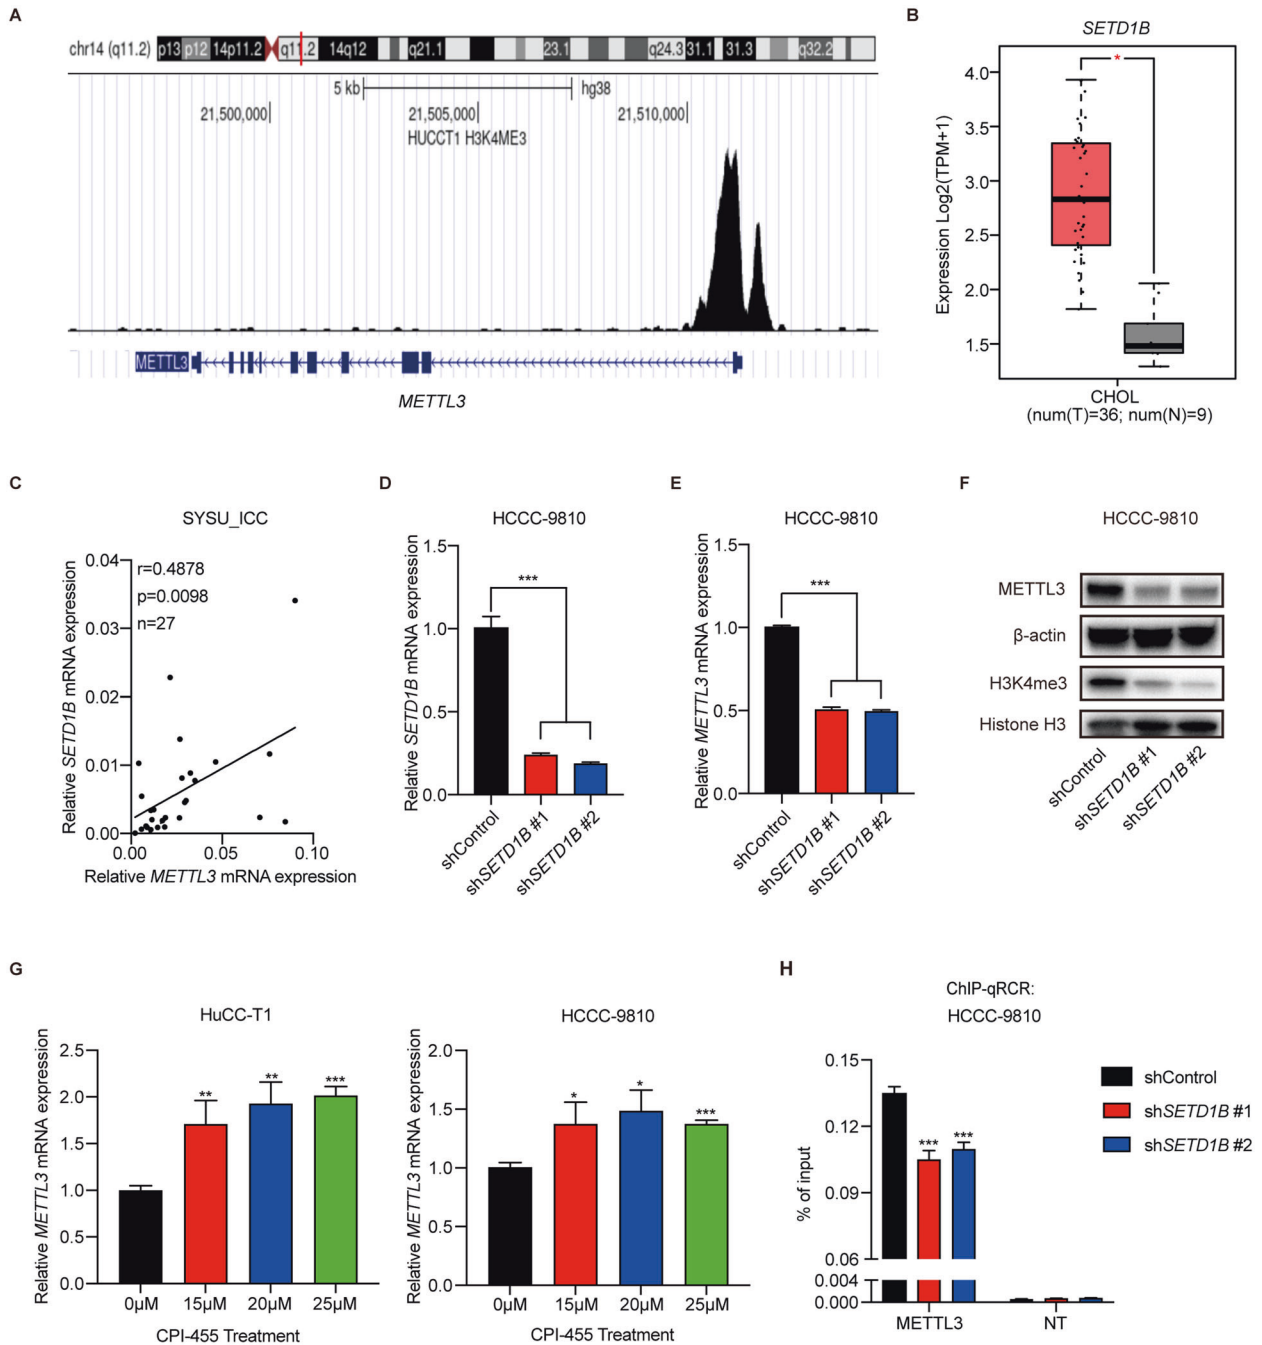 A
chr14 (q11.2) p13 p12 14p11.2 q11.2 14q12 q21.1 23.1 q24.3 31.1 31.3 q32.2
5 kb hg38
21,500,000 21,505,000 21,510,000
HUCCT1 H3K4ME3
METTL3
METTL3
B
SETD1B
*
Expression Log2(TPM+1)
4.0
3.5
3.0
2.5
2.0
1.5
CHOL
(num(T)=36; num(N)=9)
C
SYSU_ICC
r=0.4878
p=0.0098
n=27
Relative SETD1B mRNA expression
0.04
0.03
0.02
0.01
0.00
0.00 0.05 0.10
Relative METTL3 mRNA expression
D
HCCC-9810
***
Relative SETD1B mRNA expression
1.5
1.0
0.5
0.0
shControl
shSETD1B #1
shSETD1B #2
E
HCCC-9810
***
Relative METTL3 mRNA expression
1.5
1.0
0.5
0.0
shControl
shSETD1B #1
shSETD1B #2
F
HCCC-9810
METTL3
β-actin
H3K4me3
Histone H3
shControl
shSETD1B #1
shSETD1B #2
G
HuCC-T1
Relative METTL3 mRNA expression
2.5
2.0
1.5
1.0
0.5
0.0
** ** ***
0μM 15μM 20μM 25μM
CPI-455 Treatment
HCCC-9810
Relative METTL3 mRNA expression
2.0
1.5
1.0
0.5
0.0
* * ***
0μM 15μM 20μM 25μM
CPI-455 Treatment
H
ChIP-qRCR:
HCCC-9810
% of input
0.15
0.12
0.09
0.06
0.004
0.000
*** ***
METTL3 NT
shControl
shSETD1B #1
shSETD1B #2